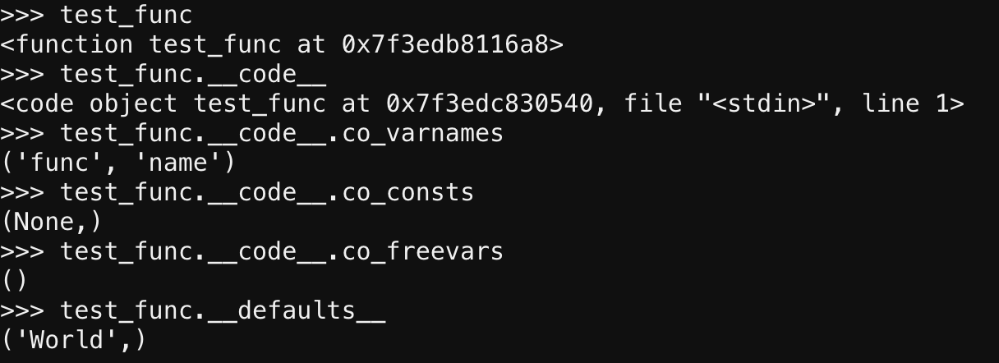 >>> test_func
<function test_func at 0x7f3edb8116a8>
>>> test_func.__code__
<code object test_func at 0x7f3edc830540, file "<stdin>", line 1>
>>> test_func.__code__.co_varnames
('func', 'name')
>>> test_func.__code__.co_consts
(None,)
>>> test_func.__code__.co_freevars
()
>>> test_func.__defaults__
('World',)